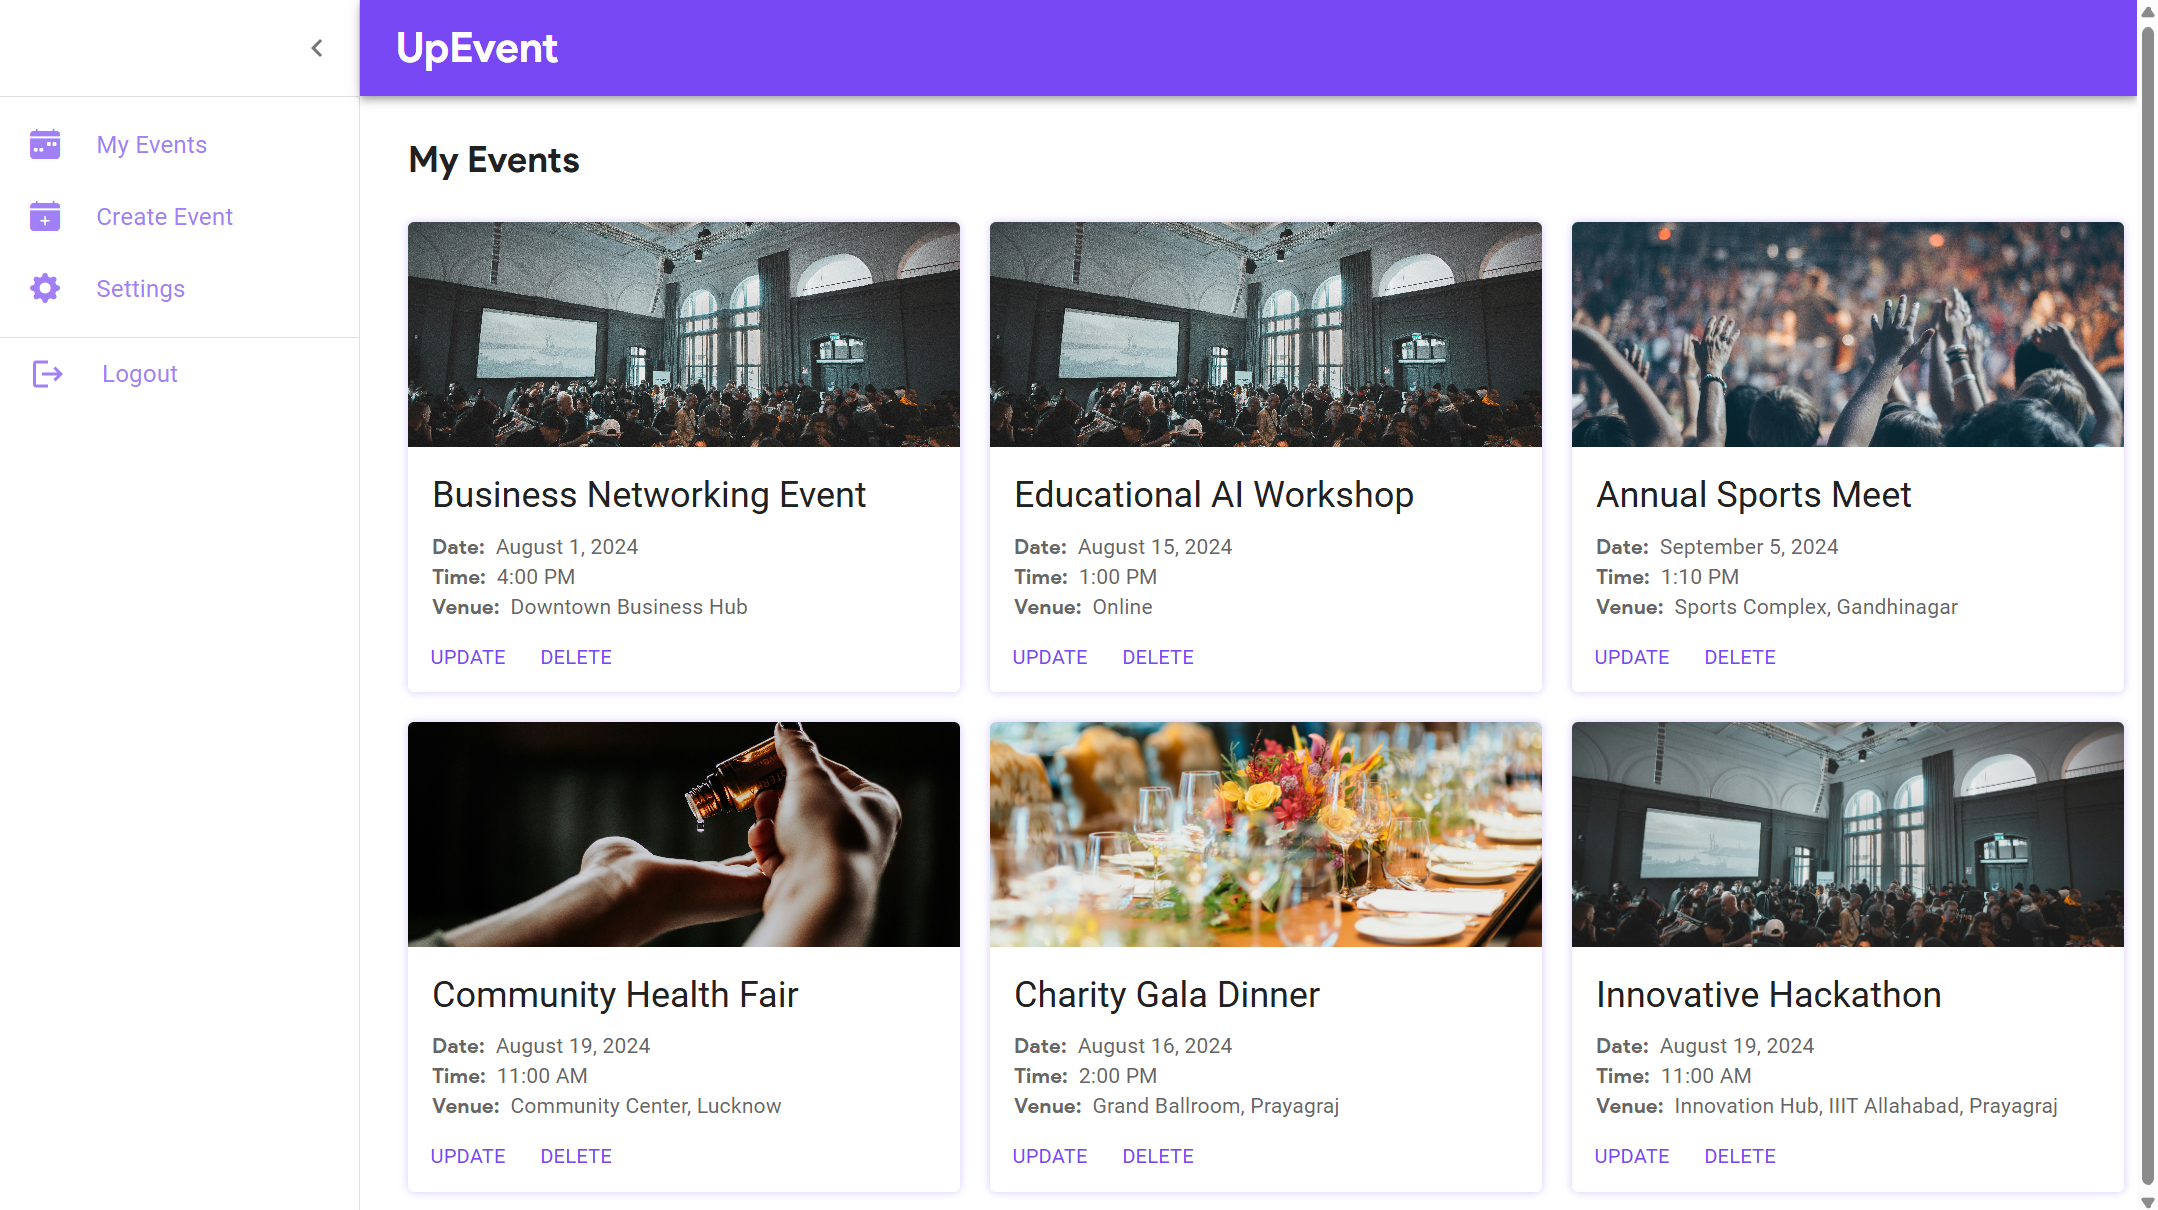 UpEvent
My Events
Create Event
Settings
Logout
My Events
Business Networking Event
Date: August 1, 2024
Time: 4:00 PM
Venue: Downtown Business Hub
UPDATE DELETE
Educational AI Workshop
Date: August 15, 2024
Time: 1:00 PM
Venue: Online
UPDATE DELETE
Annual Sports Meet
Date: September 5, 2024
Time: 1:10 PM
Venue: Sports Complex, Gandhinagar
UPDATE DELETE
Community Health Fair
Date: August 19, 2024
Time: 11:00 AM
Venue: Community Center, Lucknow
UPDATE DELETE
Charity Gala Dinner
Date: August 16, 2024
Time: 2:00 PM
Venue: Grand Ballroom, Prayagraj
UPDATE DELETE
Innovative Hackathon
Date: August 19, 2024
Time: 11:00 AM
Venue: Innovation Hub, IIIT Allahabad, Prayagraj
UPDATE DELETE